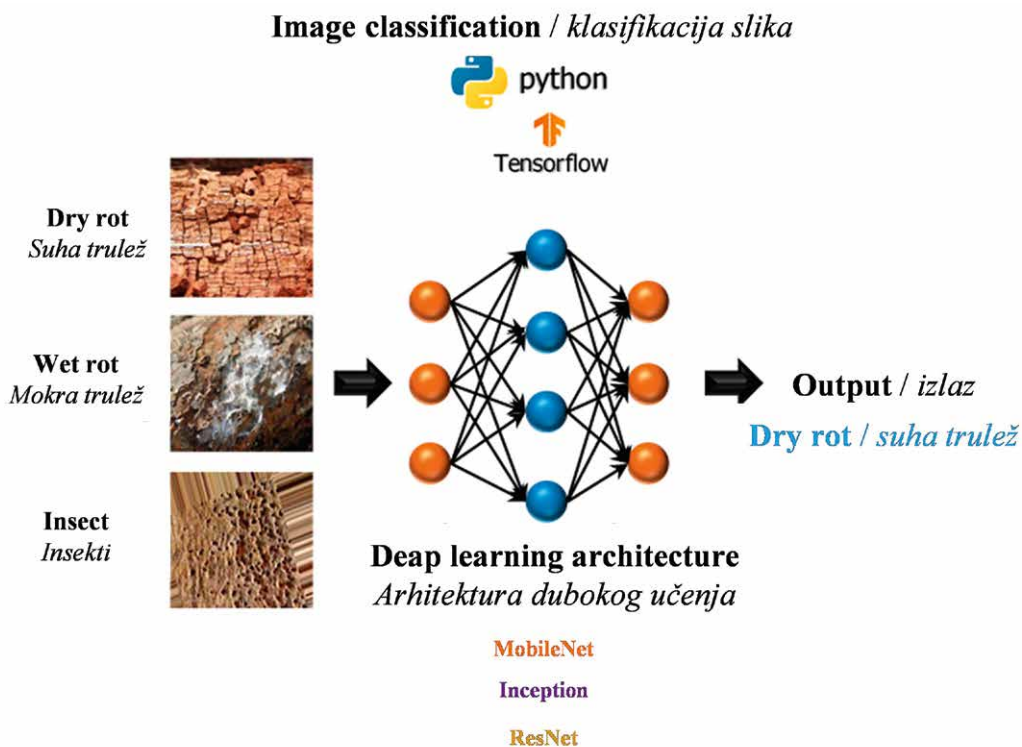 Image classification / klasifikacija slika
python
Tensorflow
Dry rot
Suha trulež
Wet rot
Mokra trulež
Insect
Insekti
Output / izlaz
Dry rot / suha trulež
Deap learning architecture
Arhitektura dubokog učenja
MobileNet
Inception
ResNet